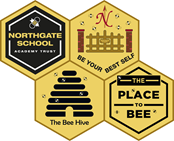 NORTHGATE
SCHOOL
ACADEMY TRUST
N
BE YOUR BEST SELF
The Bee Hive
THE
PLACE
TO
BEE